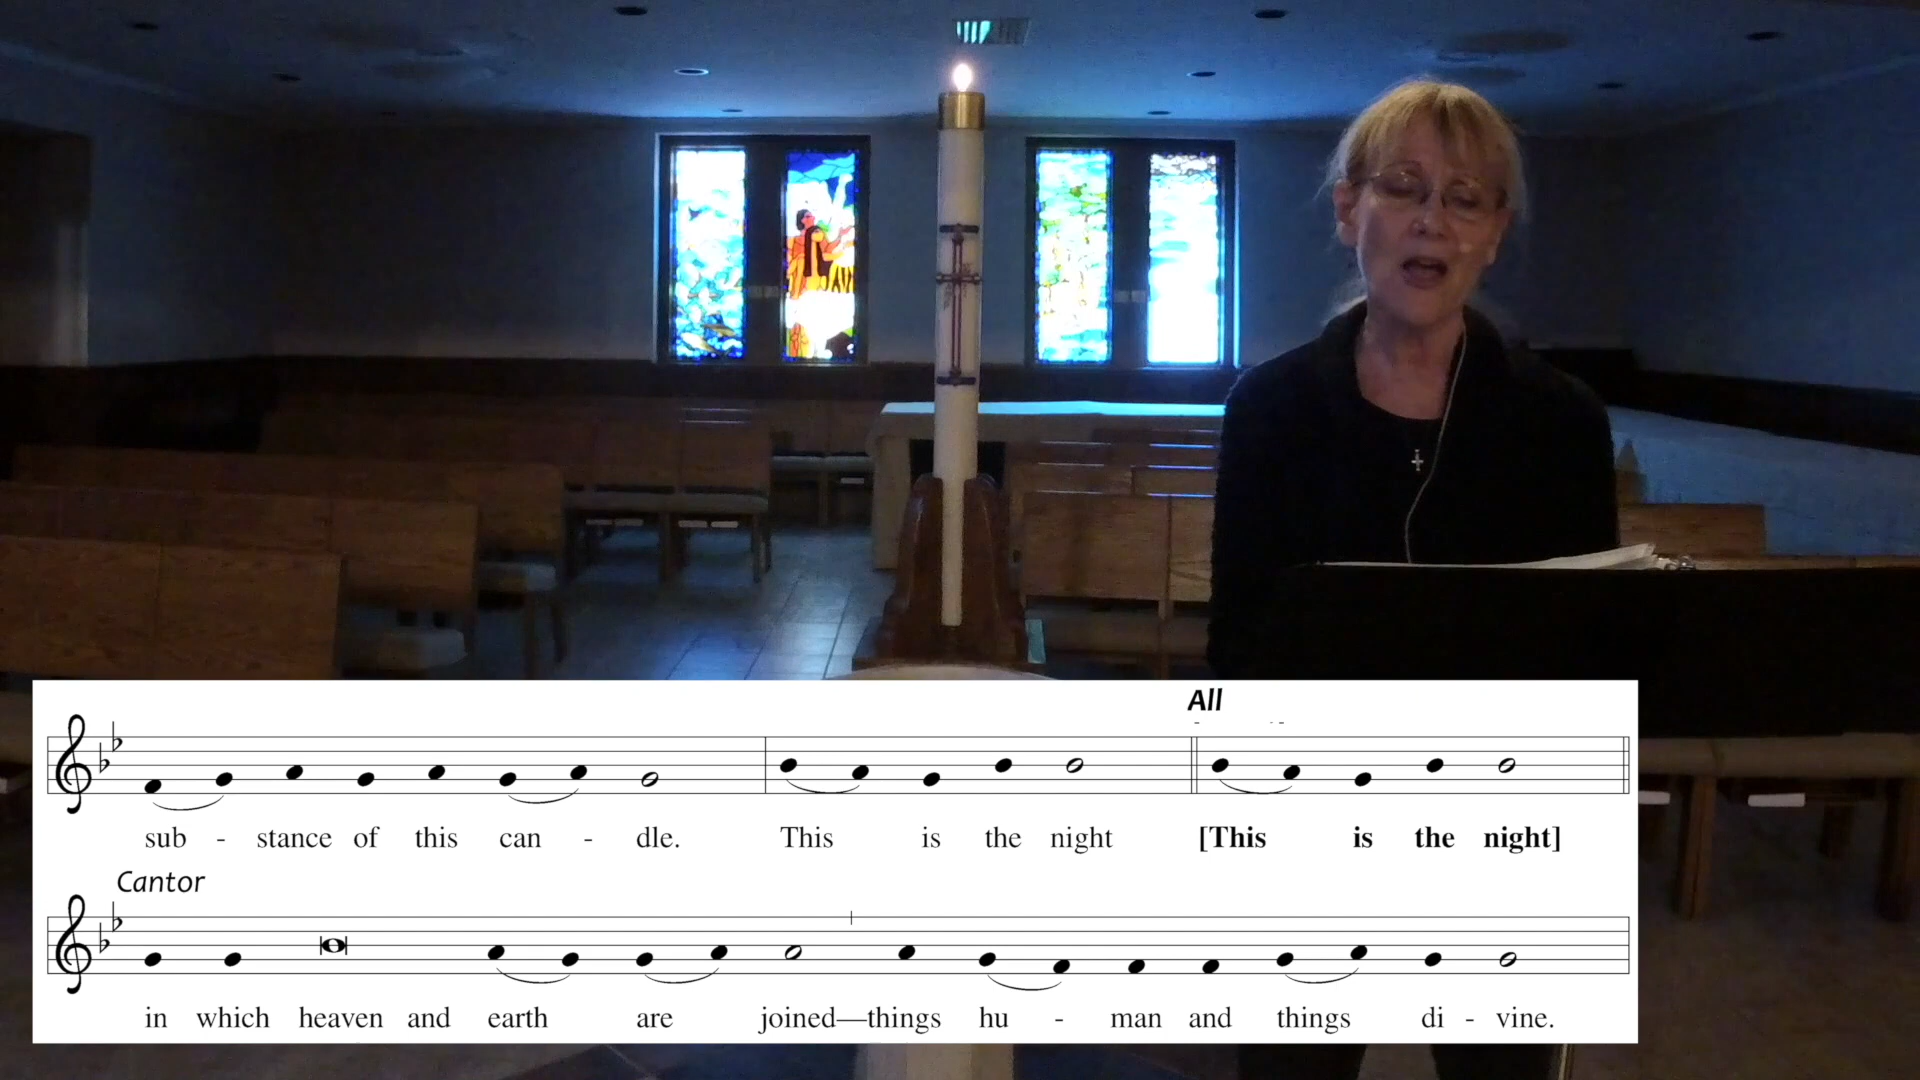 All
sub - stance of this can - dle. This is the night [This is the night]
Cantor
in which heaven and earth are joined—things hu - man and things di - vine.